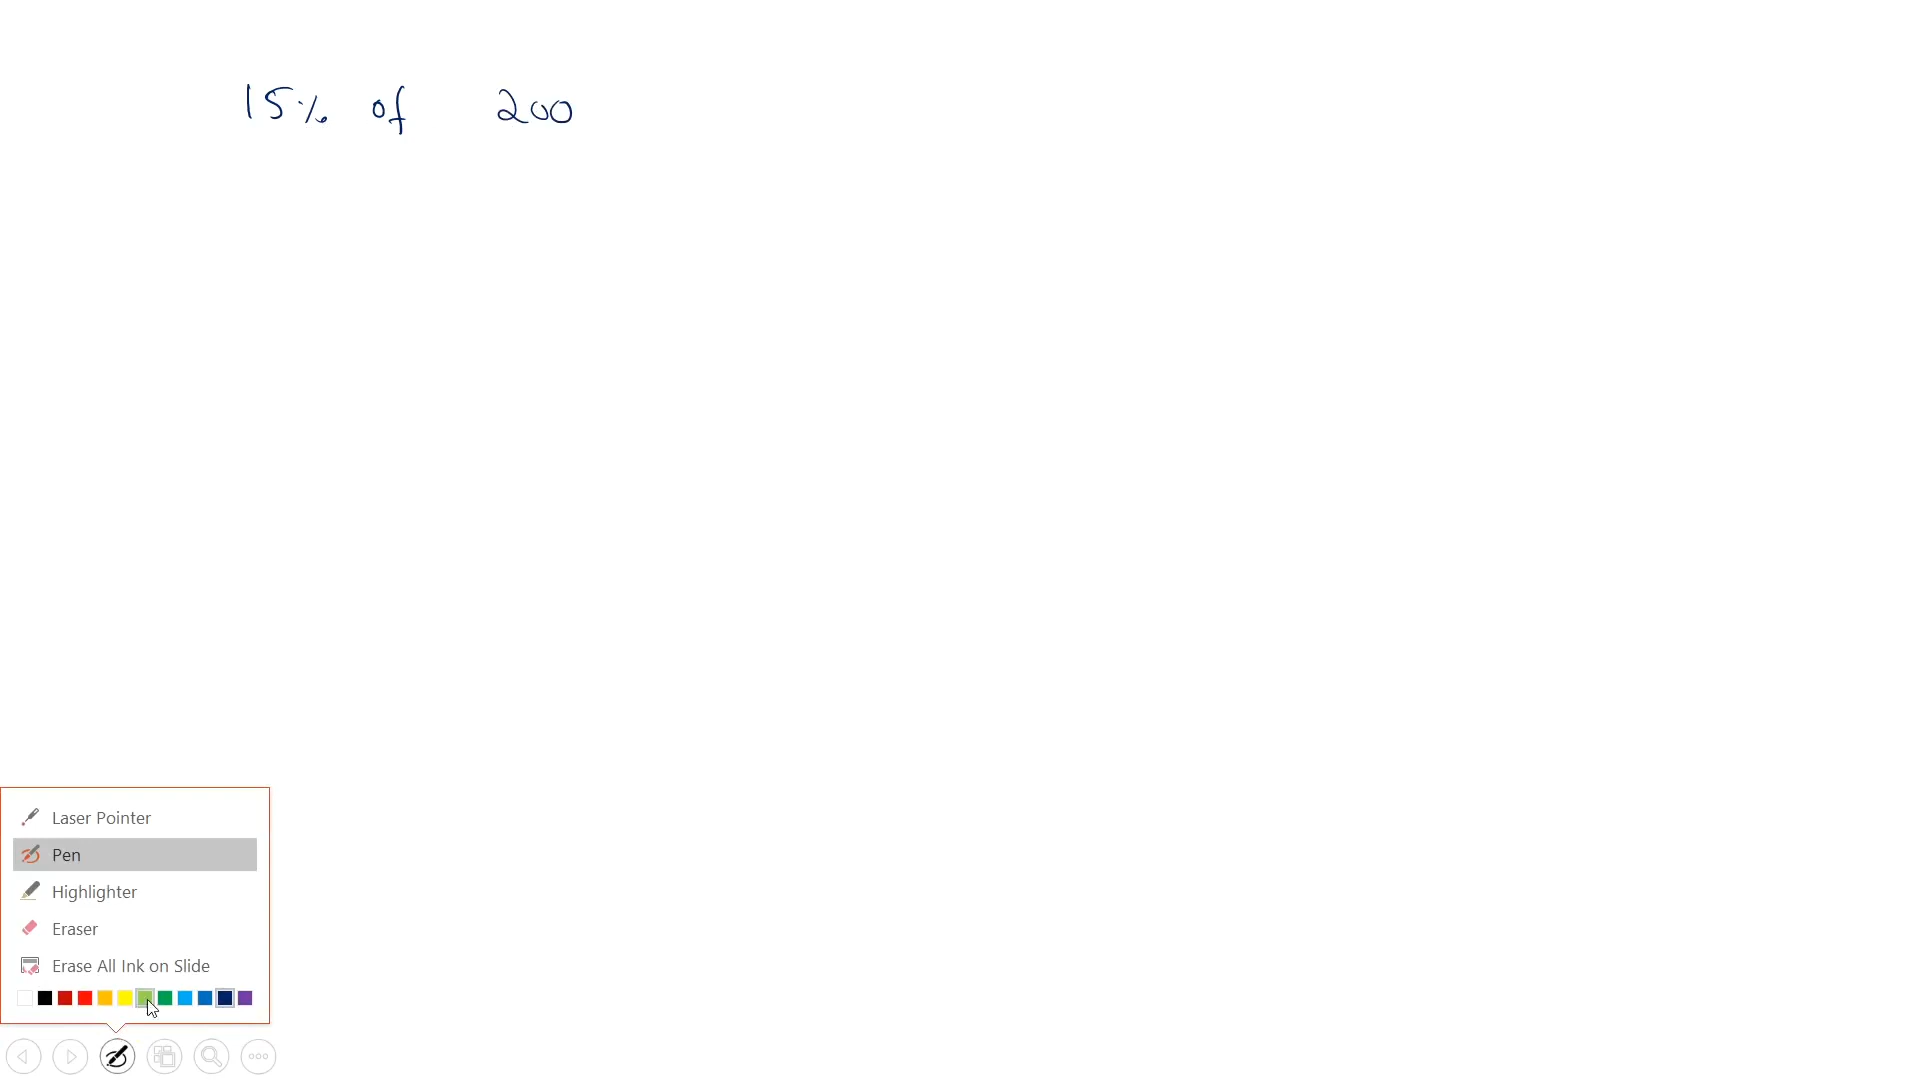 15% of 200
Laser Pointer
Pen
Highlighter
Eraser
Erase All Ink on Slide